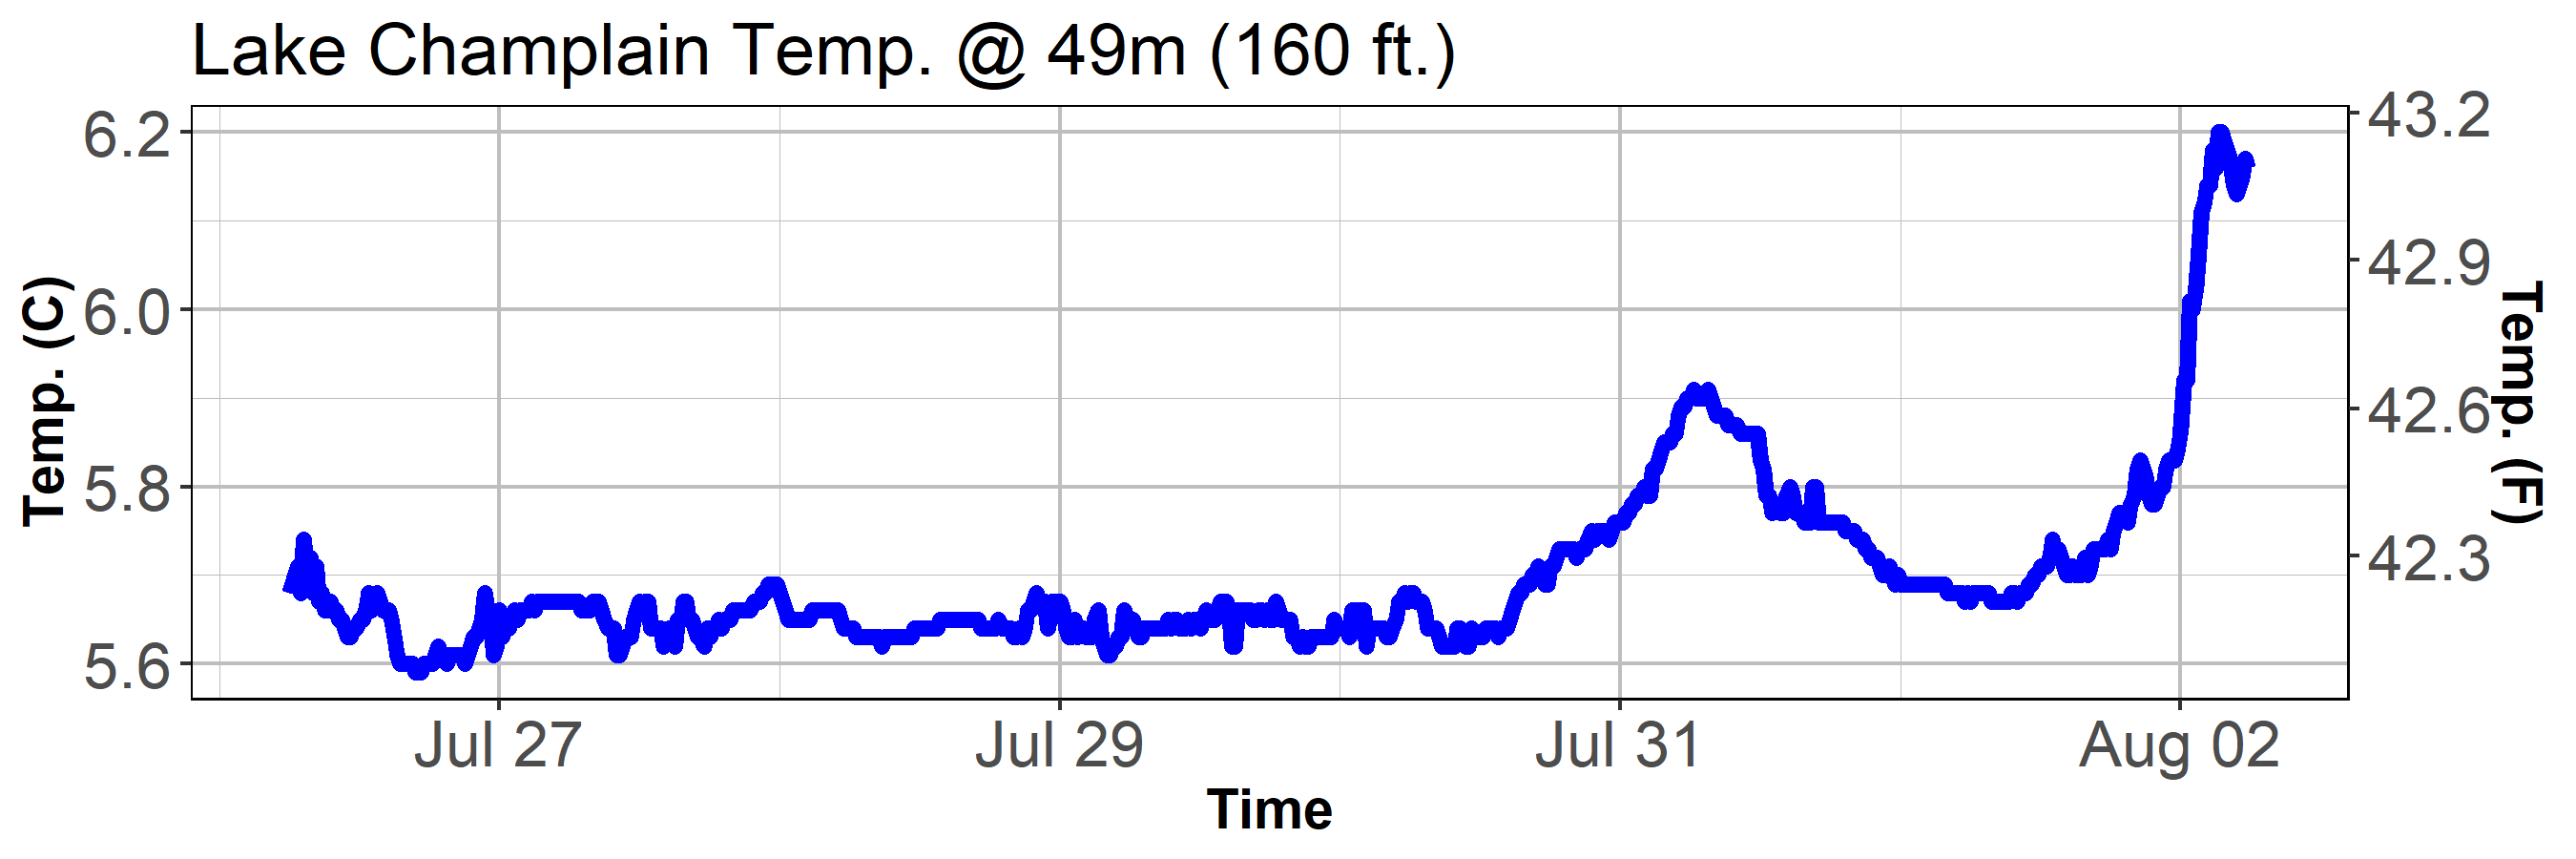 Lake Champlain Temp. @ 49m (160 ft.)
6.2
6.0
5.8
5.6
Temp. (C)
43.2
42.9
42.6
42.3
Temp. (F)
Jul 27
Jul 29
Jul 31
Aug 02
Time